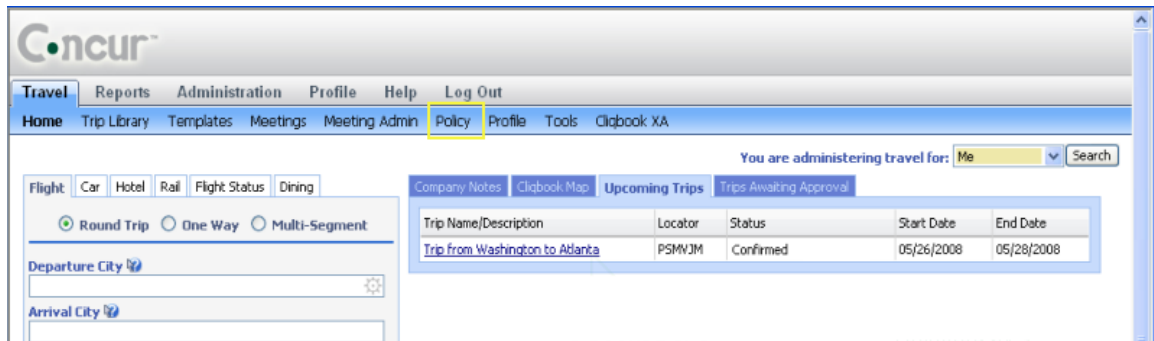 Concur™
Travel Reports Administration Profile Help Log Out
Home Trip Library Templates Meetings Meeting Admin Policy Profile Tools Cliqbook XA
You are administering travel for: Me Search
Flight Car Hotel Rail Flight Status Dining
Company Notes Cliqbook Map Upcoming Trips Trips Awaiting Approval
Round Trip One Way Multi-Segment
Trip Name/Description Locator Status Start Date End Date
Trip from Washington to Atlanta PSMVJM Confirmed 05/26/2008 05/28/2008
Departure City
Arrival City